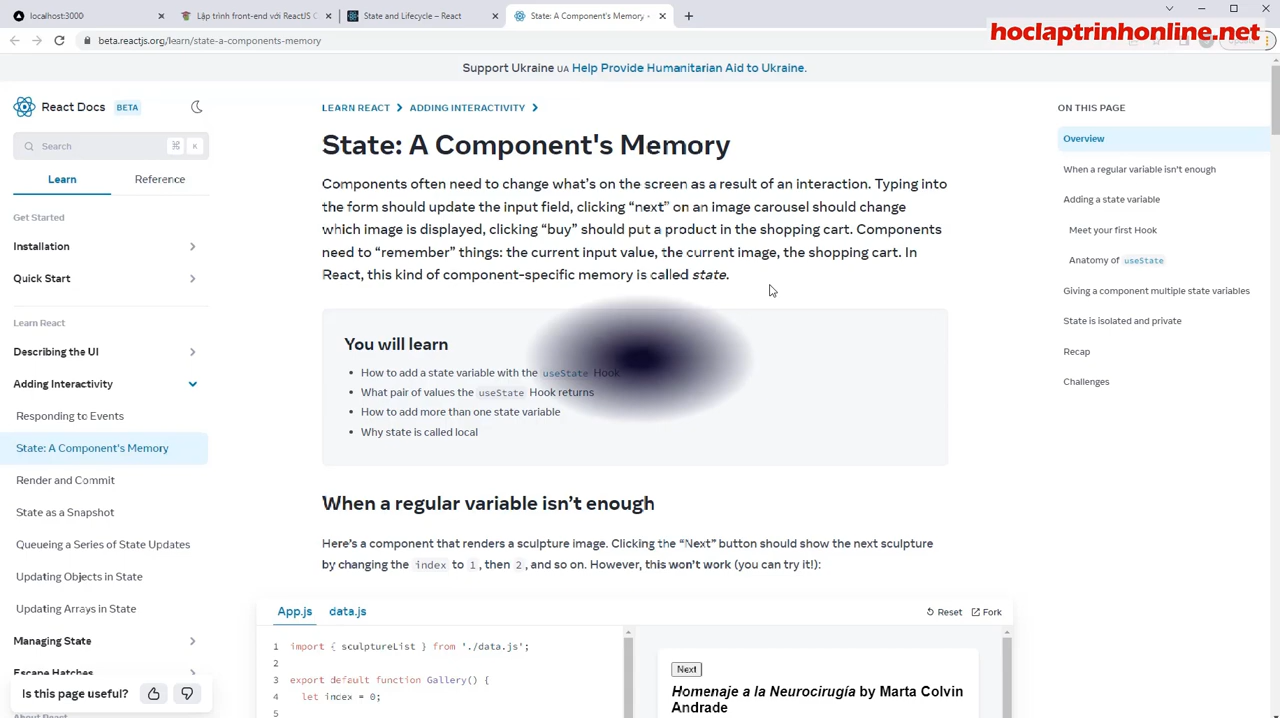 localhost:3000
Lập trình front-end với ReactJS C
State and Lifecycle – React
State: A Component's Memory
beta.reactjs.org/learn/state-a-components-memory
hoclaptrinhonline.net
Support Ukraine UA Help Provide Humanitarian Aid to Ukraine.
React Docs BETA
Search ⌘ K
Learn Reference
Get Started
Installation
Quick Start
Learn React
Describing the UI
Adding Interactivity
Responding to Events
State: A Component's Memory
Render and Commit
State as a Snapshot
Queueing a Series of State Updates
Updating Objects in State
Updating Arrays in State
Managing State
Escape Hatches
Is this page useful?
LEARN REACT > ADDING INTERACTIVITY >
State: A Component's Memory
Components often need to change what's on the screen as a result of an interaction. Typing into
the form should update the input field, clicking “next” on an image carousel should change
which image is displayed, clicking “buy” should put a product in the shopping cart. Components
need to “remember” things: the current input value, the current image, the shopping cart. In
React, this kind of component-specific memory is called state.
You will learn
• How to add a state variable with the useState Hook
• What pair of values the useState Hook returns
• How to add more than one state variable
• Why state is called local
When a regular variable isn’t enough
Here’s a component that renders a sculpture image. Clicking the “Next” button should show the next sculpture
by changing the index to 1, then 2, and so on. However, this won’t work (you can try it!):
App.js data.js
Reset Fork
1 import { sculptureList } from './data.js';
2
3 export default function Gallery() {
4 let index = 0;
5
Next
Homenaje a la Neurocirugía by Marta Colvin
Andrade
ON THIS PAGE
Overview
When a regular variable isn't enough
Adding a state variable
Meet your first Hook
Anatomy of useState
Giving a component multiple state variables
State is isolated and private
Recap
Challenges